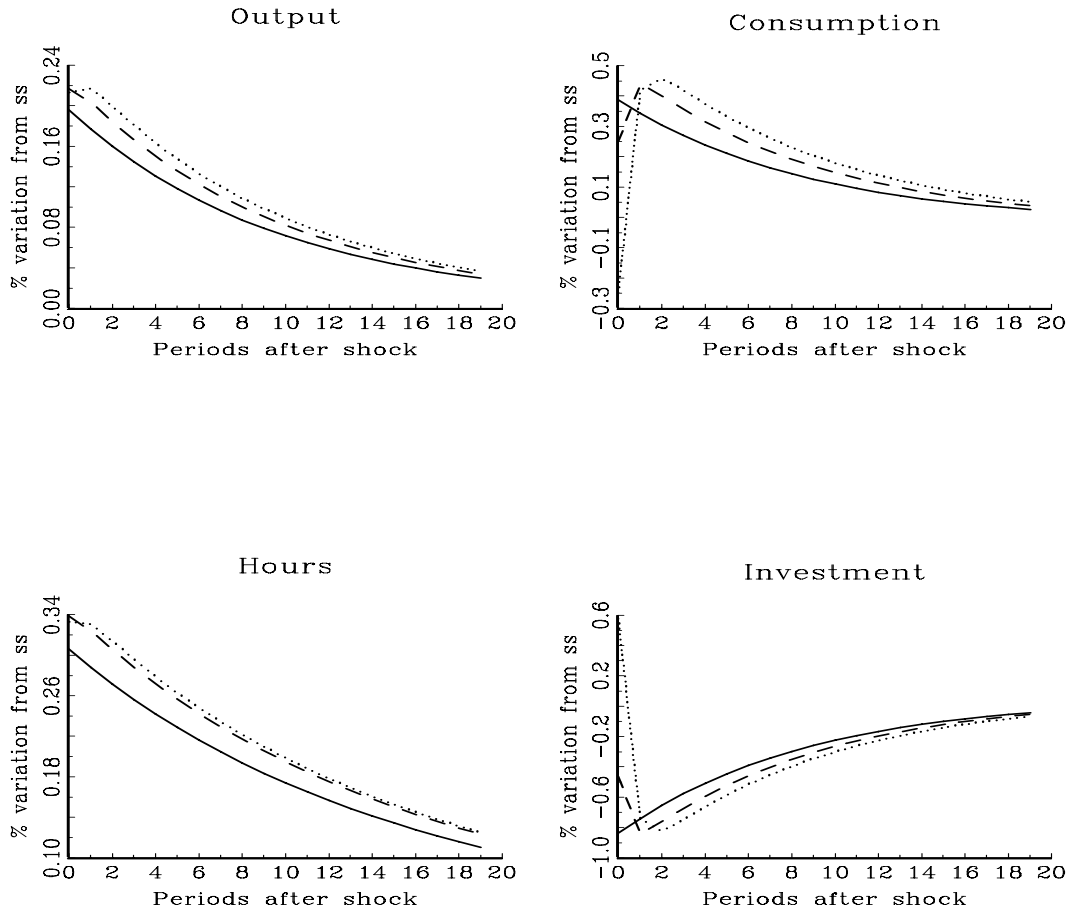 Output
% variation from ss
0.00 0.08 0.16 0.24
0 2 4 6 8 10 12 14 16 18 20
Periods after shock
Consumption
% variation from ss
−0.3 −0.1 0.1 0.3 0.5
0 2 4 6 8 10 12 14 16 18 20
Periods after shock
Hours
% variation from ss
0.10 0.18 0.26 0.34
0 2 4 6 8 10 12 14 16 18 20
Periods after shock
Investment
% variation from ss
−1.0 −0.6 −0.2 0.2 0.6
0 2 4 6 8 10 12 14 16 18 20
Periods after shock